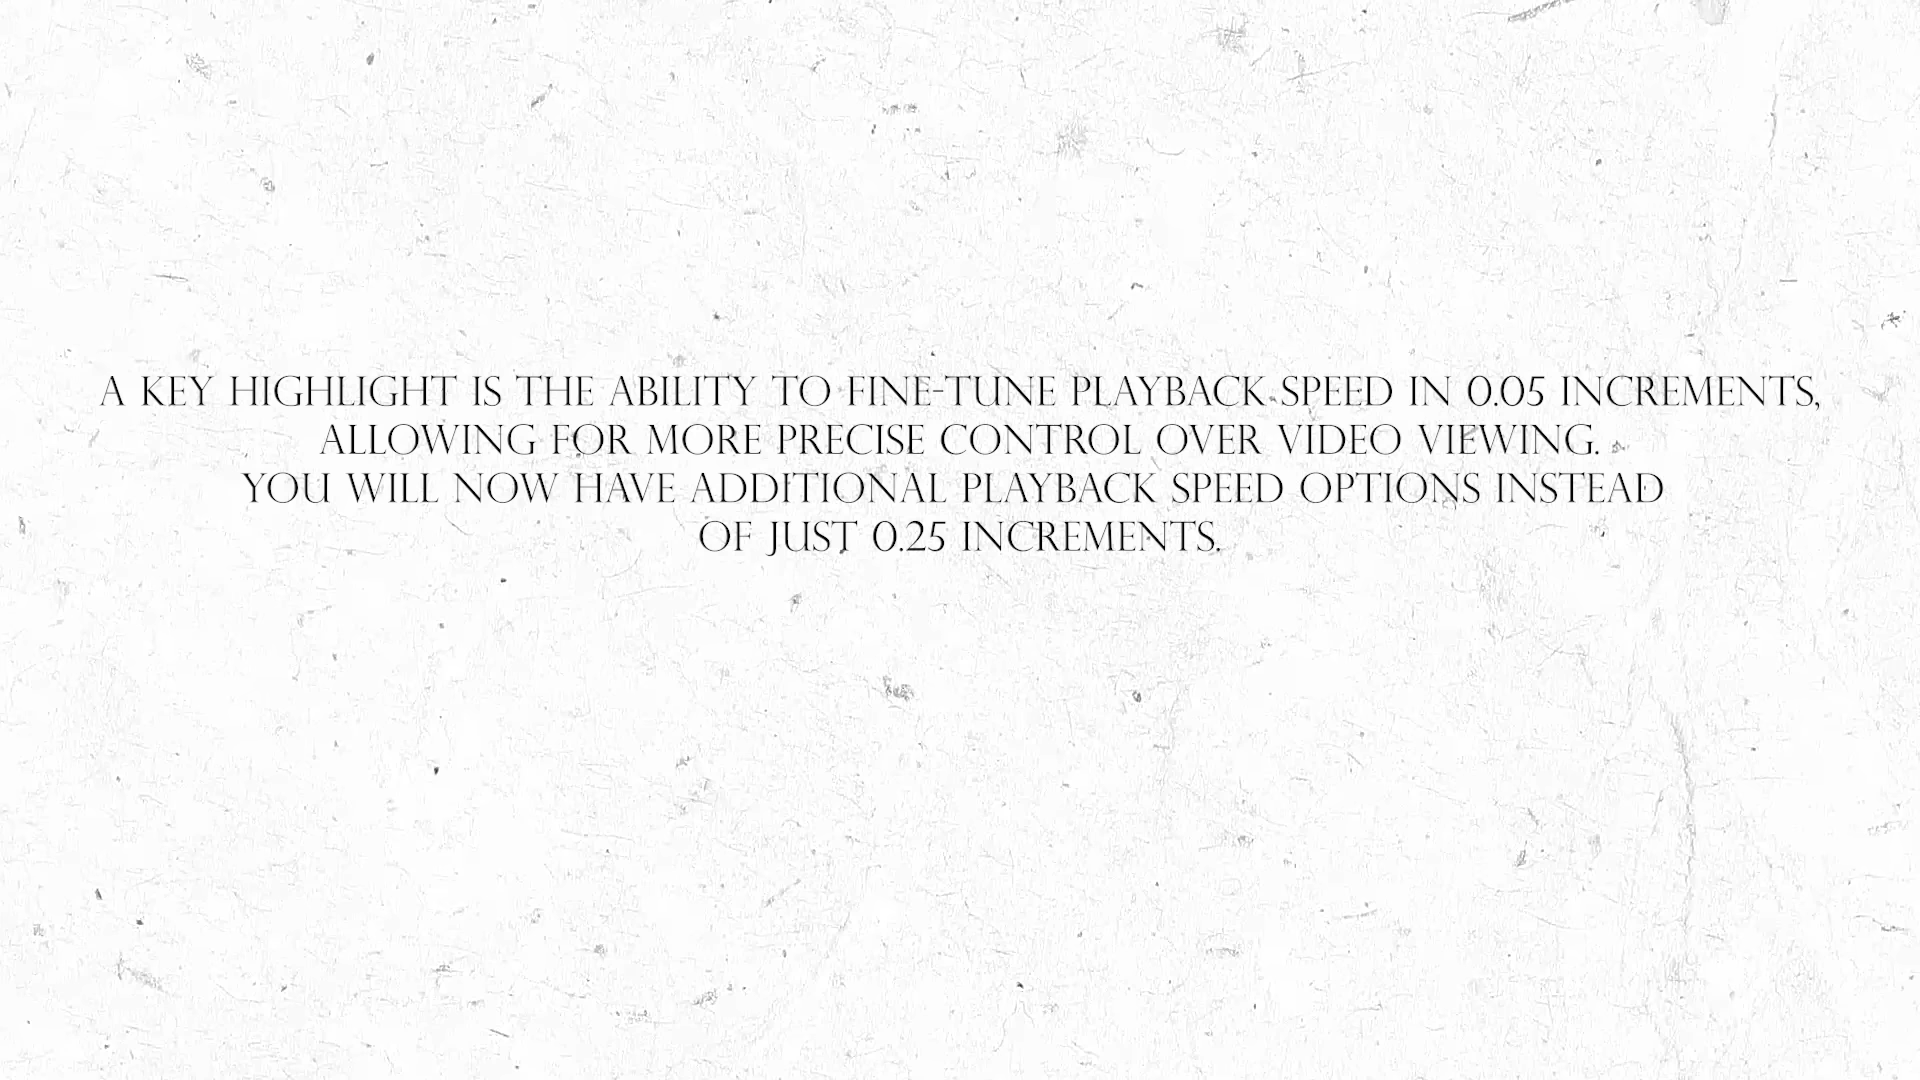 A KEY HIGHLIGHT IS THE ABILITY TO FINE-TUNE PLAYBACK SPEED IN 0.05 INCREMENTS,
ALLOWING FOR MORE PRECISE CONTROL OVER VIDEO VIEWING.
YOU WILL NOW HAVE ADDITIONAL PLAYBACK SPEED OPTIONS INSTEAD
OF JUST 0.25 INCREMENTS.